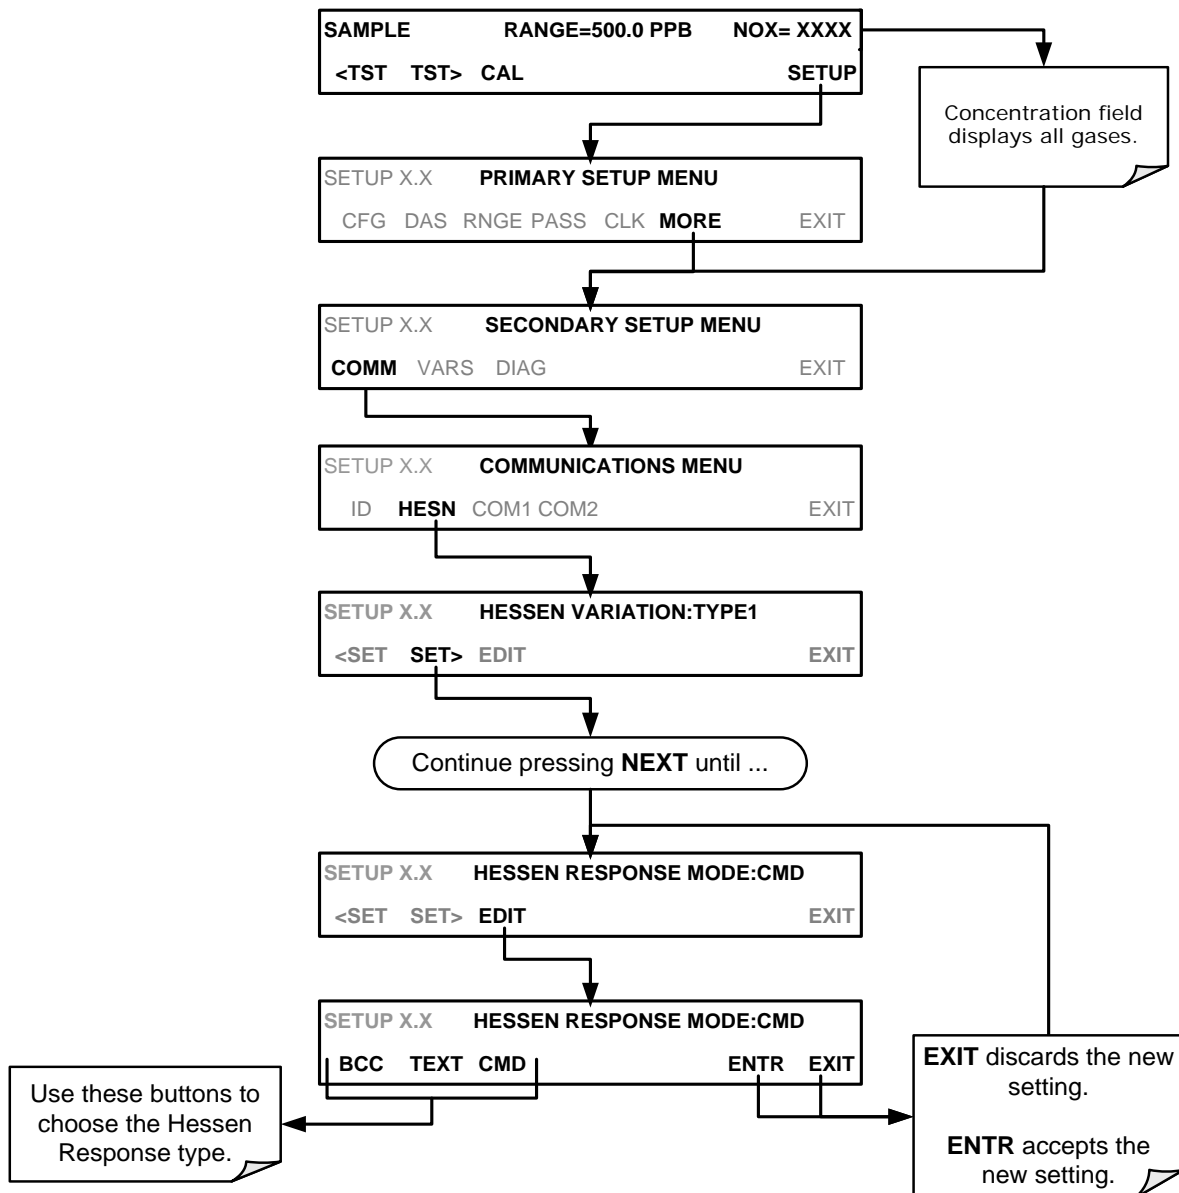 SAMPLE RANGE=500.0 PPB NOX= XXXX
<TST TST> CAL SETUP
Concentration field
displays all gases.
SETUP X.X PRIMARY SETUP MENU
CFG DAS RNGE PASS CLK MORE EXIT
SETUP X.X SECONDARY SETUP MENU
COMM VARS DIAG EXIT
SETUP X.X COMMUNICATIONS MENU
ID HESN COM1 COM2 EXIT
SETUP X.X HESSEN VARIATION:TYPE1
<SET SET> EDIT EXIT
Continue pressing NEXT until ...
SETUP X.X HESSEN RESPONSE MODE:CMD
<SET SET> EDIT EXIT
SETUP X.X HESSEN RESPONSE MODE:CMD
BCC TEXT CMD ENTR EXIT
Use these buttons to
choose the Hessen
Response type.
EXIT discards the new
setting.
ENTR accepts the
new setting.